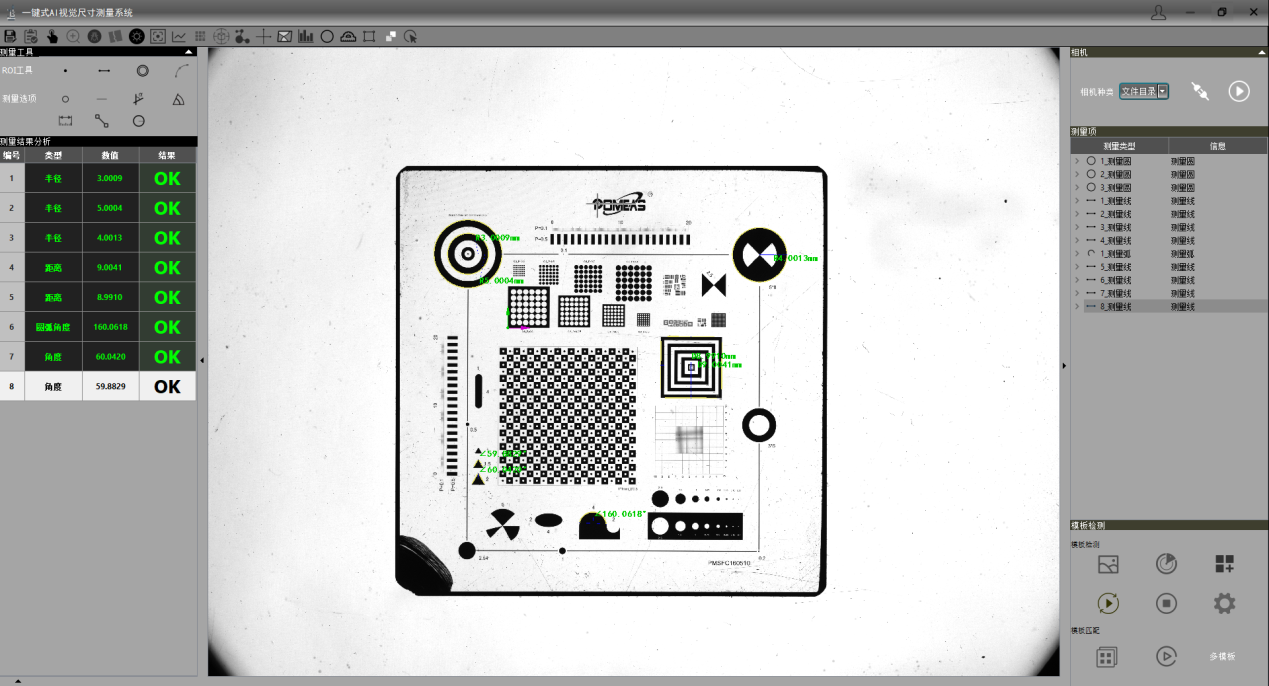 一键式AI视觉尺寸测量系统
测量工具
ROI工具
测量选项
测量结果分析
编号 类型 数值 结果
1 半径 3.0009 OK
2 半径 5.0004 OK
3 半径 4.0013 OK
4 距离 9.0041 OK
5 距离 8.9910 OK
6 圆弧角度 160.0618 OK
7 角度 60.0420 OK
8 角度 59.8829 OK
POMEAS
P=0.1
P=0.5
R3.0009mm
R5.0004mm
R4.0013mm
∠160.0618°
PMSFC160510
相机
相机种类 文件目录
测量项
测量类型 信息
1_测量圆 测量圆
2_测量圆 测量圆
3_测量圆 测量圆
1_测量线 测量线
2_测量线 测量线
3_测量线 测量线
4_测量线 测量线
1_测量弧 测量弧
5_测量线 测量线
6_测量线 测量线
7_测量线 测量线
8_测量线 测量线
模板检测
模板检测
模板匹配
多模板